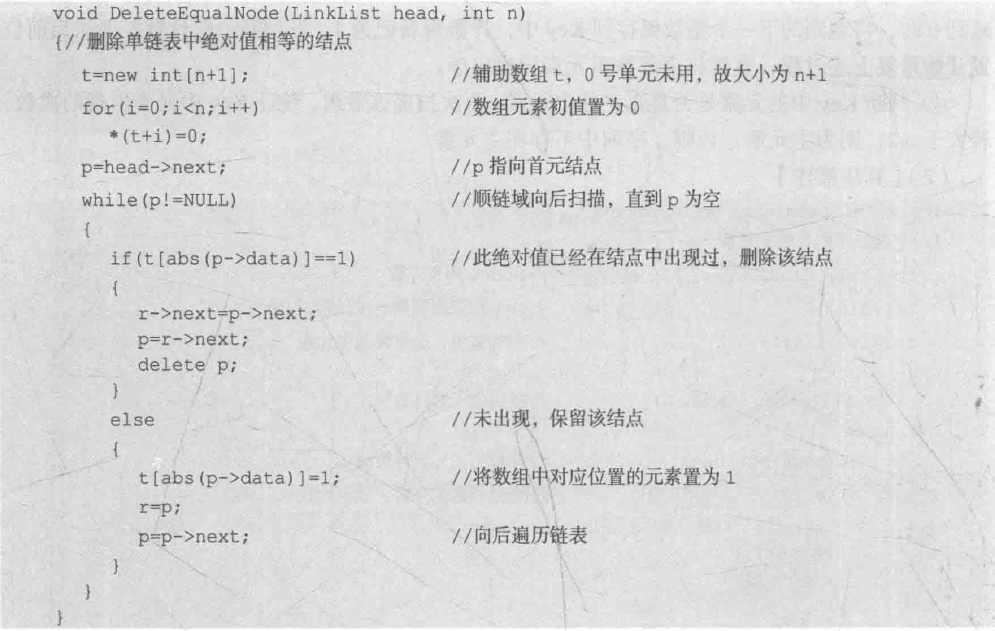 void DeleteEqualNode(LinkList head, int n)
{//删除单链表中绝对值相等的结点
t=new int[n+1]; //辅助数组 t，0 号单元未用，故大小为 n+1
for(i=0;i<n;i++) //数组元素初值置为 0
*(t+i)=0;
p=head->next; //p 指向首元结点
while(p!=NULL) //顺链域向后扫描，直到 p 为空
{
if(t[abs(p->data)]==1) //此绝对值已经在结点中出现过，删除该结点
{
r->next=p->next;
p=r->next;
delete p;
}
else //未出现，保留该结点
{
t[abs(p->data)]=1; //将数组中对应位置的元素置为 1
r=p;
p=p->next; //向后遍历链表
}
}
}